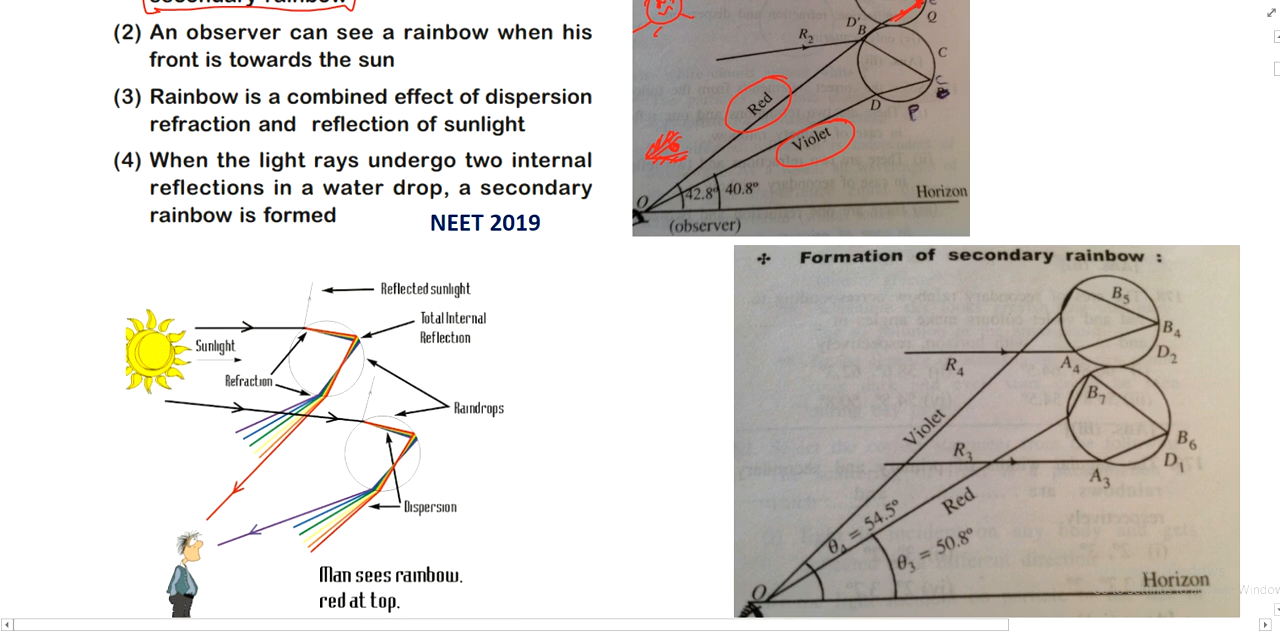 secondary rainbow
(2) An observer can see a rainbow when his
front is towards the sun
(3) Rainbow is a combined effect of dispersion
refraction and reflection of sunlight
(4) When the light rays undergo two internal
reflections in a water drop, a secondary
rainbow is formed
NEET 2019
Q
D'
B
R2
C
C
D
P
Red
Violet
42.8°
40.8°
O
Horizon
(observer)
Reflected sunlight
Total Internal
Reflection
Sunlight
Refraction
Raindrops
Dispersion
Man sees rambow.
red at top.
Formation of secondary rainbow :
B5
B4
D2
R4
A4
B7
Violet
B6
R3
D1
A3
Red
θ4 = 54.5°
θ3 = 50.8°
O
Horizon